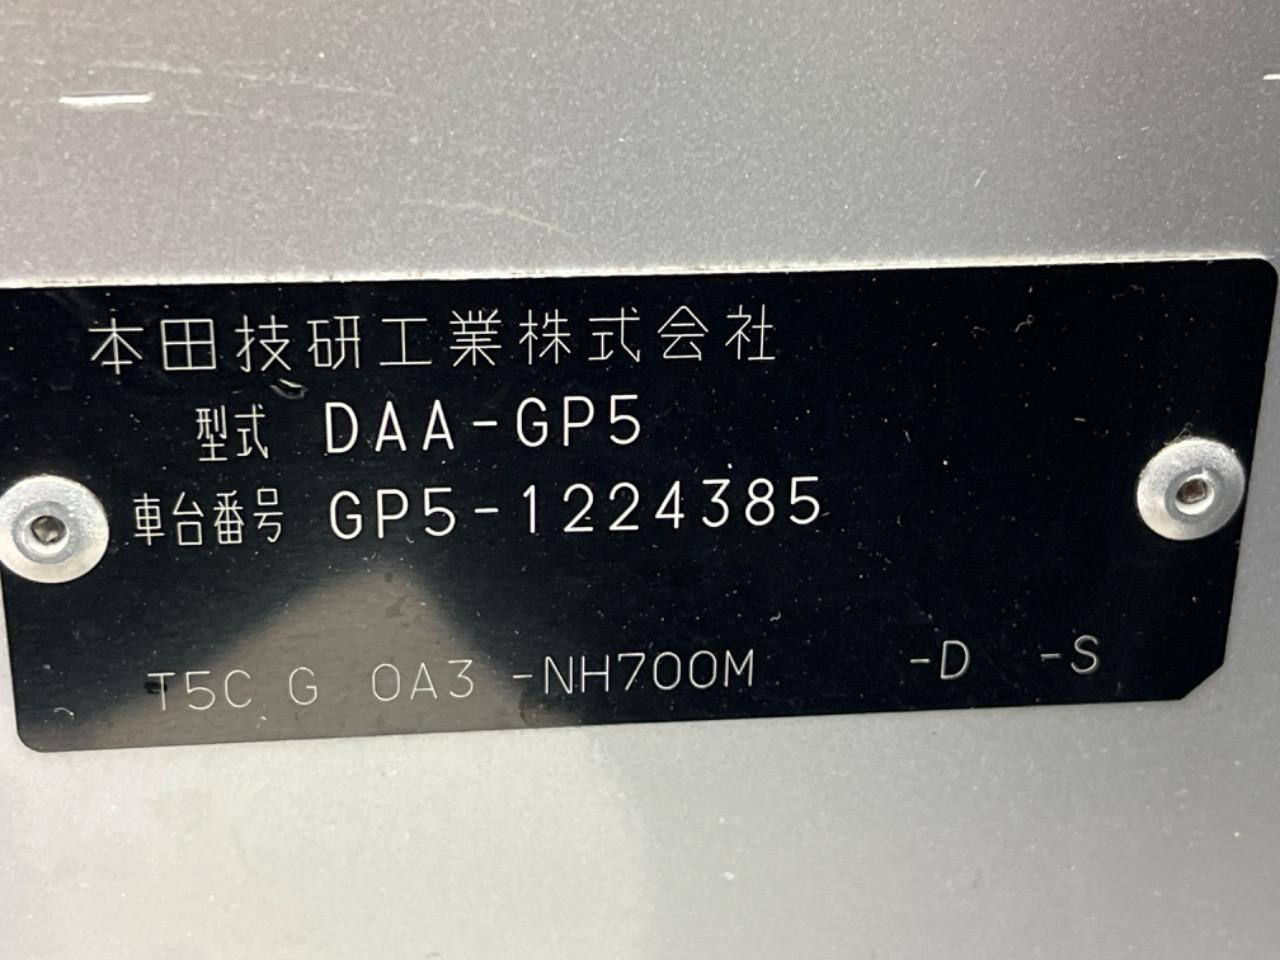 本田技研工業株式会社
型式 DAA-GP5
車台番号 GP5-1224385
T5C G 0A3 -NH700M -D -S